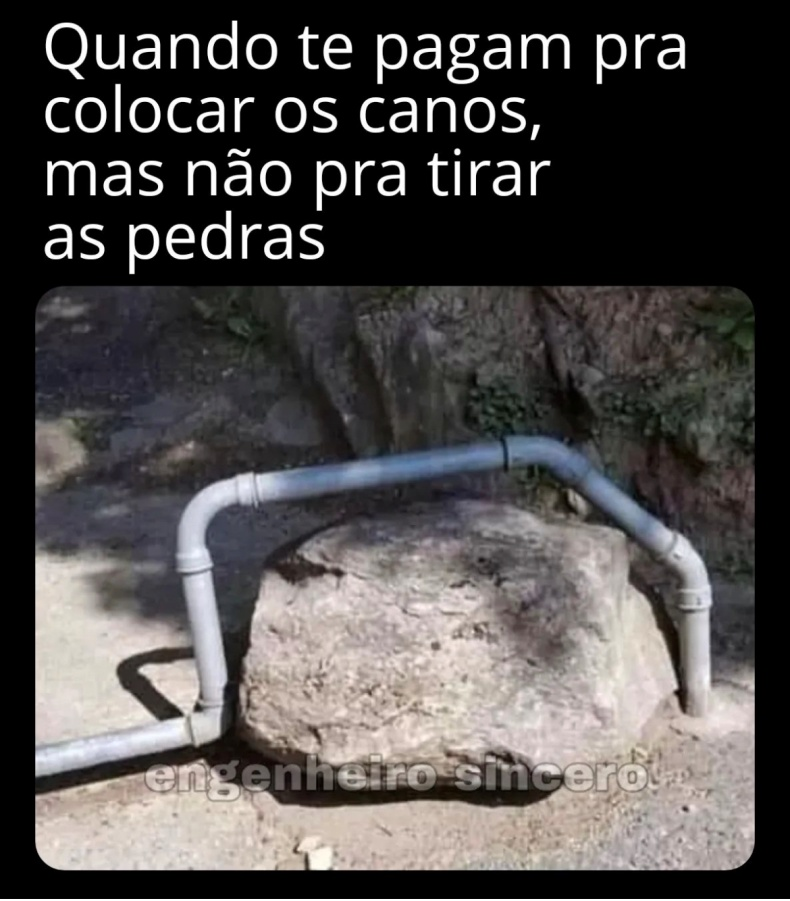 Quando te pagam pra
colocar os canos,
mas não pra tirar
as pedras
engenheiro sincero